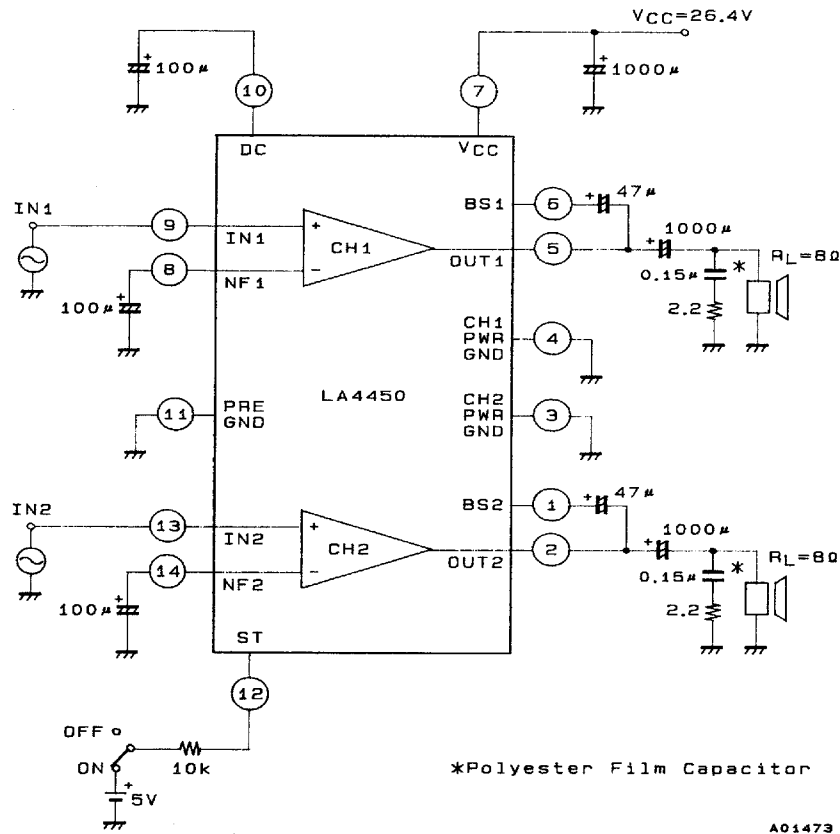 VCC=26.4V
100μ
1000μ
10
7
DC
VCC
IN1
9
IN1
CH1
BS1
6
47μ
1000μ
OUT1
5
8
NF1
100μ
0.15μ
*
RL=8Ω
2.2
CH1
PWR
GND
4
LA4450
11
PRE
GND
CH2
PWR
GND
3
IN2
13
IN2
CH2
BS2
1
47μ
1000μ
OUT2
2
14
NF2
100μ
0.15μ
*
RL=8Ω
2.2
ST
12
OFF
ON
10k
5V
*Polyester Film Capacitor
A01473